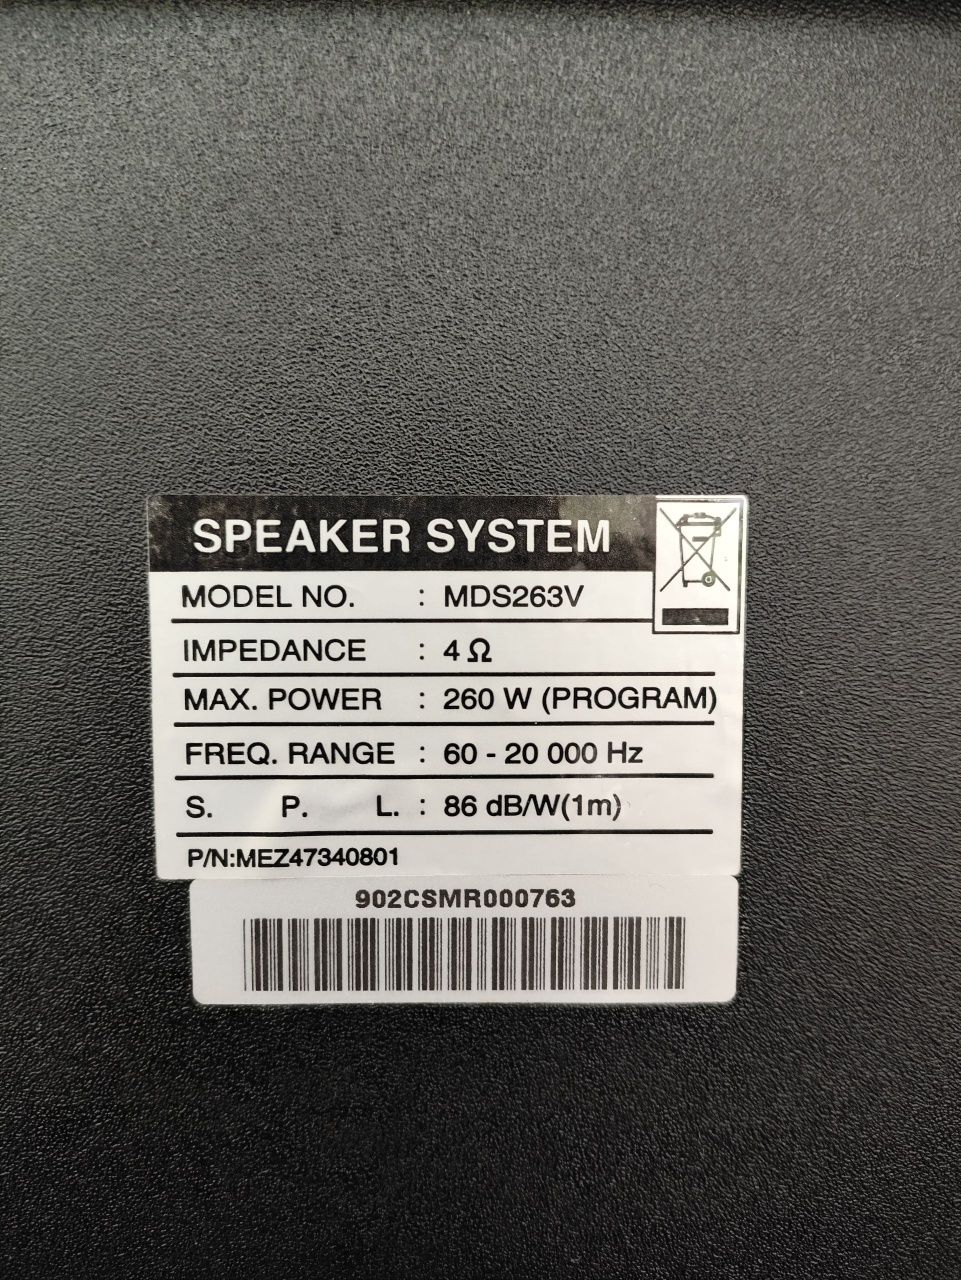 SPEAKER SYSTEM
MODEL NO. : MDS263V
IMPEDANCE : 4 Ω
MAX. POWER : 260 W (PROGRAM)
FREQ. RANGE : 60 - 20 000 Hz
S. P. L. : 86 dB/W(1m)
P/N:MEZ47340801
902CSMR000763